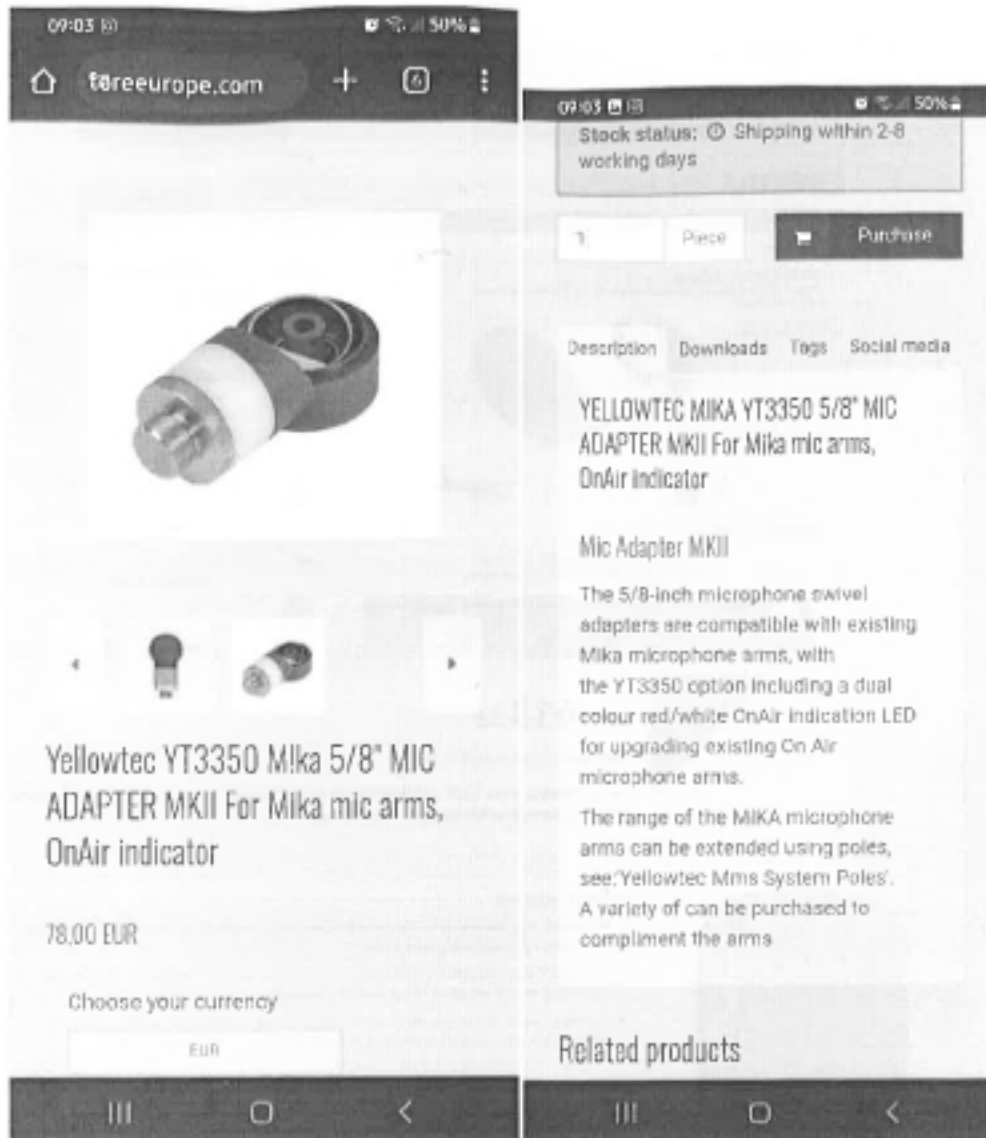 09:03
50%
toreeurope.com
6
Yellowtec YT3350 M!ka 5/8" MIC
ADAPTER MKII For Mika mic arms,
OnAir indicator
78,00 EUR
Choose your currency
EUR
09:03
50%
Stock status: Shipping within 2-8
working days
1
Piece
Purchase
Description
Downloads
Tags
Social media
YELLOWTEC MIKA YT3350 5/8" MIC
ADAPTER MKII For Mika mic arms,
OnAir indicator
Mic Adapter MKII
The 5/8-inch microphone swivel
adapters are compatible with existing
Mika microphone arms, with
the YT3350 option including a dual
colour red/white OnAir indication LED
for upgrading existing On Air
microphone arms.
The range of the MIKA microphone
arms can be extended using poles,
see;'Yellowtec Mms System Poles'.
A variety of can be purchased to
compliment the arms
Related products